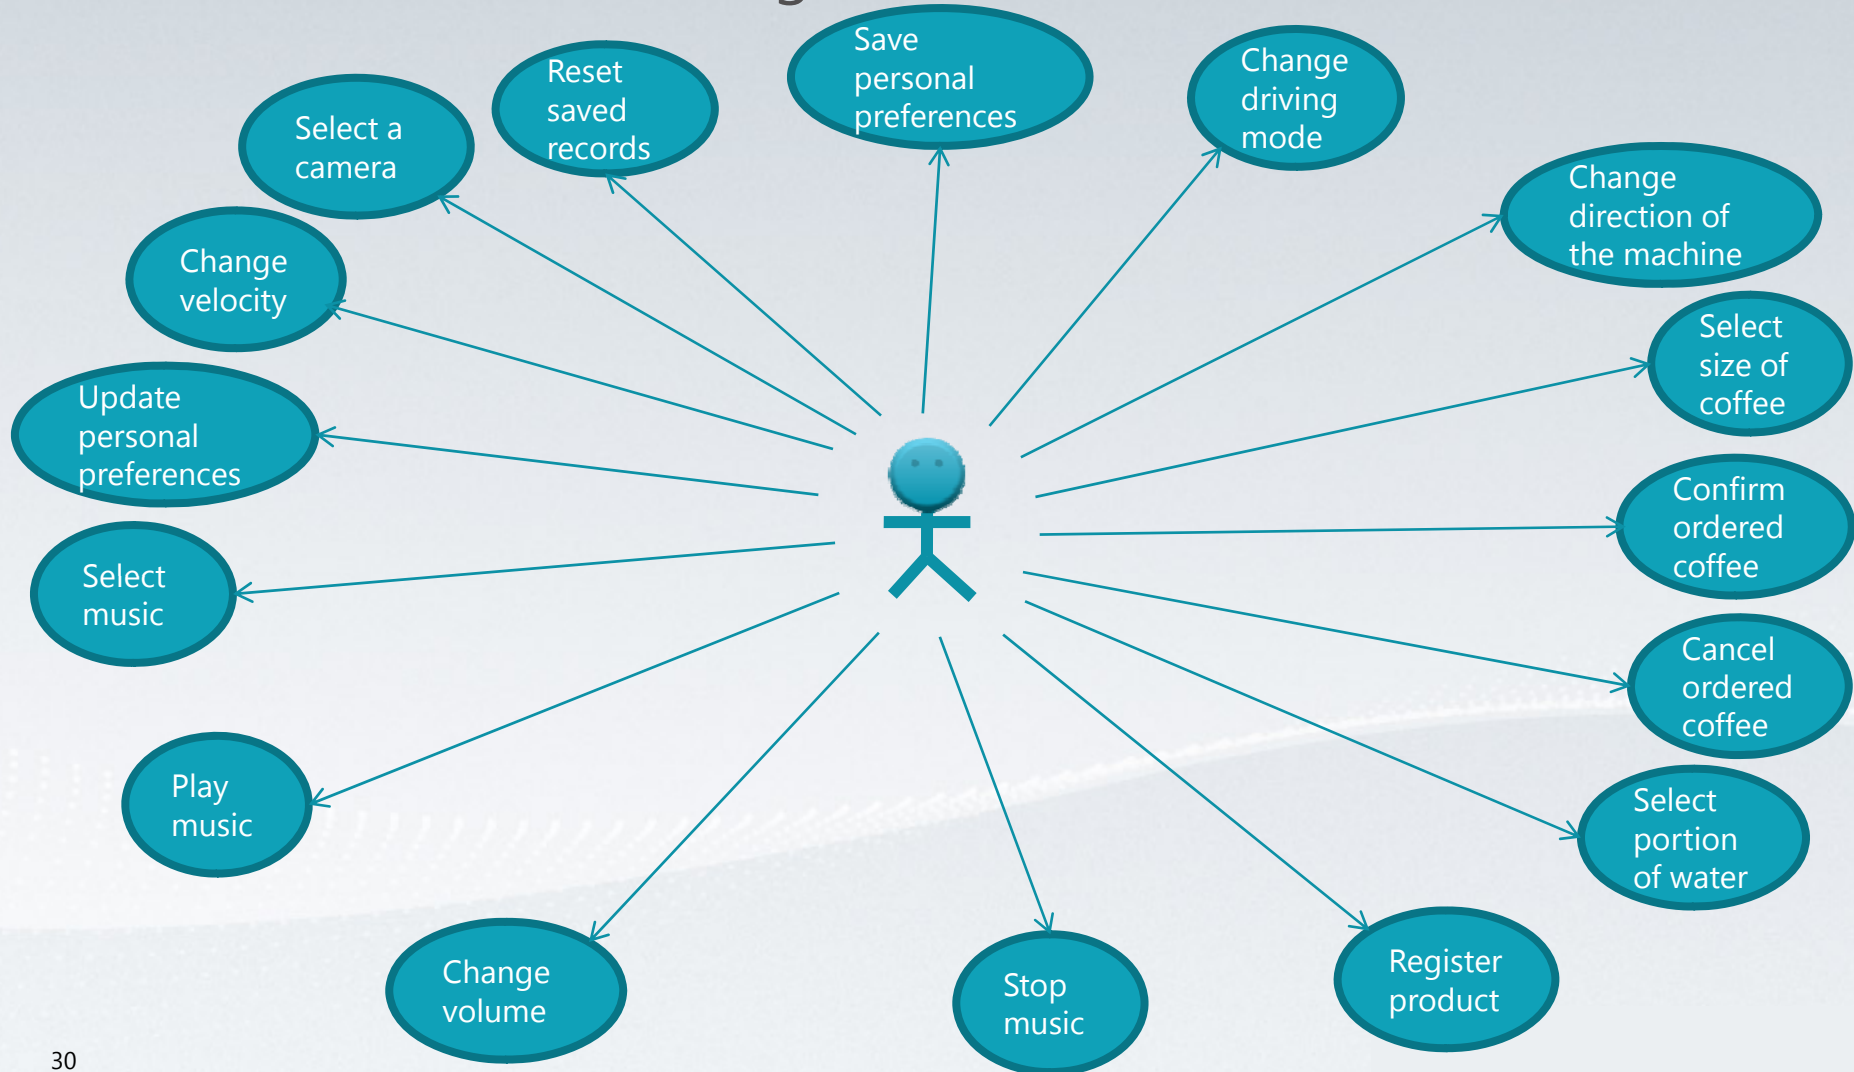 Save
personal
preferences
Change
driving
mode
Reset
saved
records
Select a
camera
Change
direction of
the machine
Change
velocity
Select
size of
coffee
Update
personal
preferences
Confirm
ordered
coffee
Select
music
Cancel
ordered
coffee
Play
music
Select
portion
of water
Change
volume
Stop
music
Register
product
30